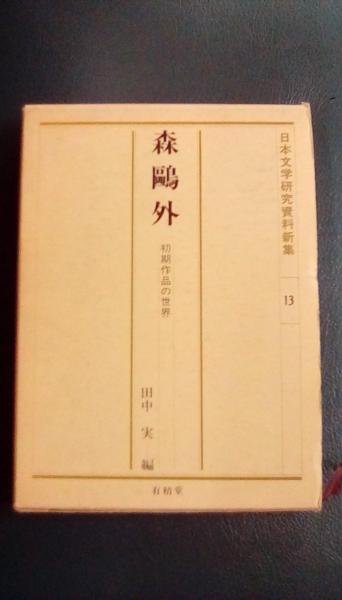 日本文学研究資料新集
13
森鷗外
初期作品の世界
田中 実 編
有精堂